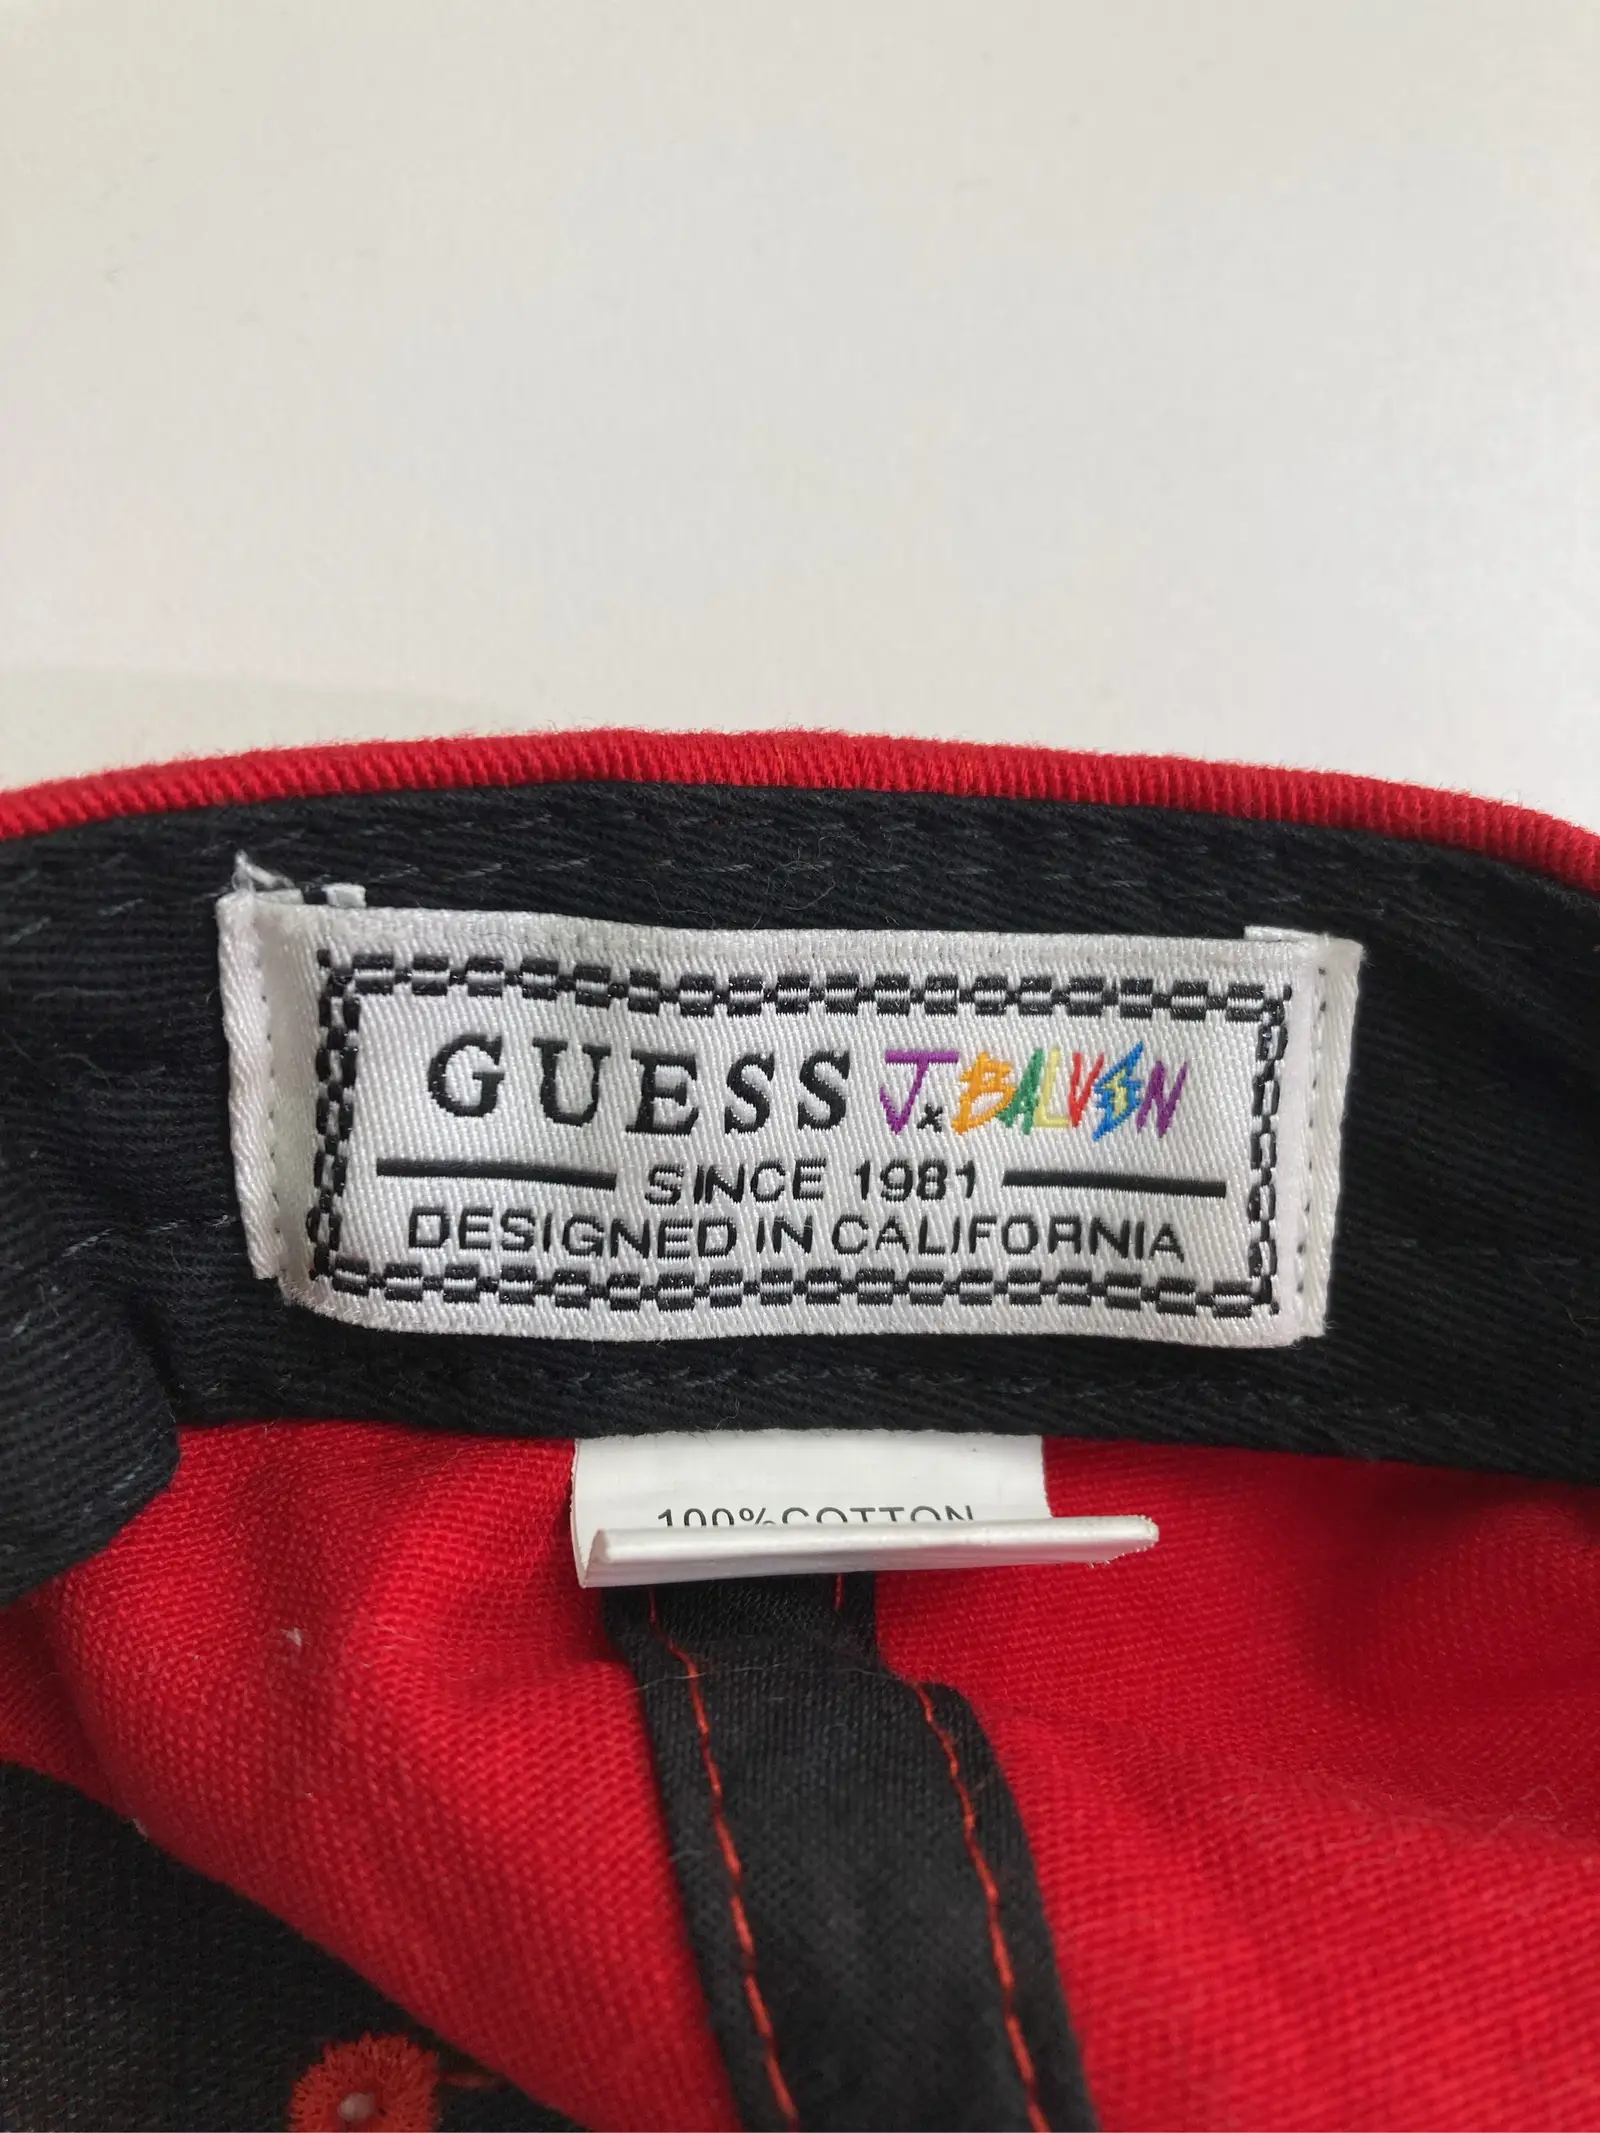 GUESS J.x BALVIN
SINCE 1981
DESIGNED IN CALIFORNIA
100%COTTON